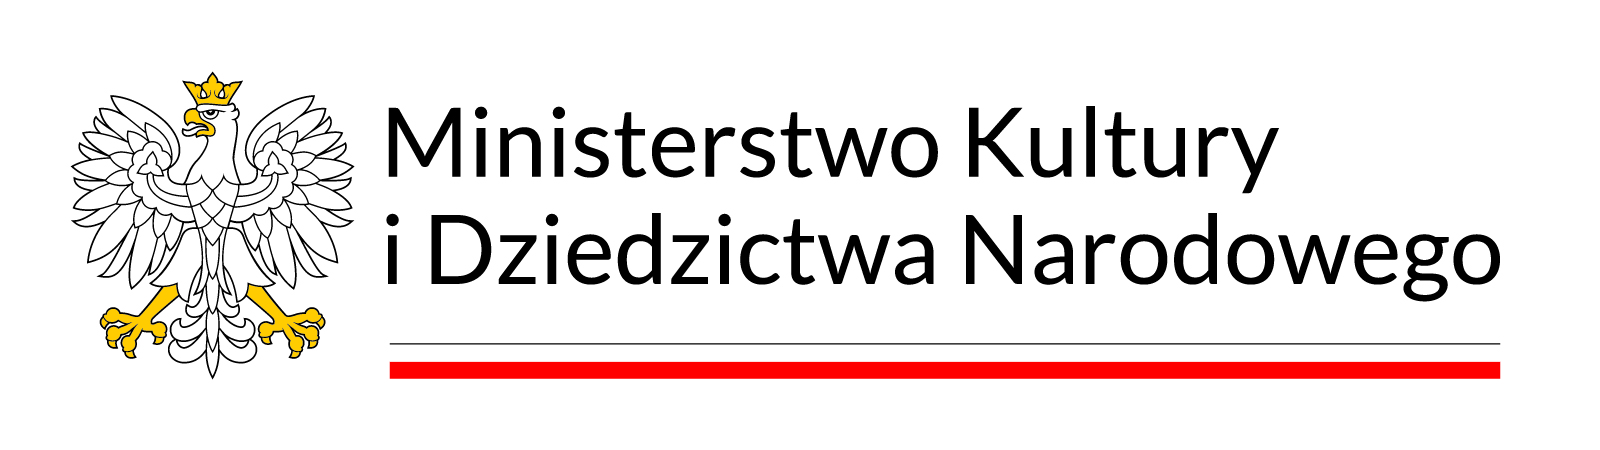 Ministerstwo Kultury
i Dziedzictwa Narodowego